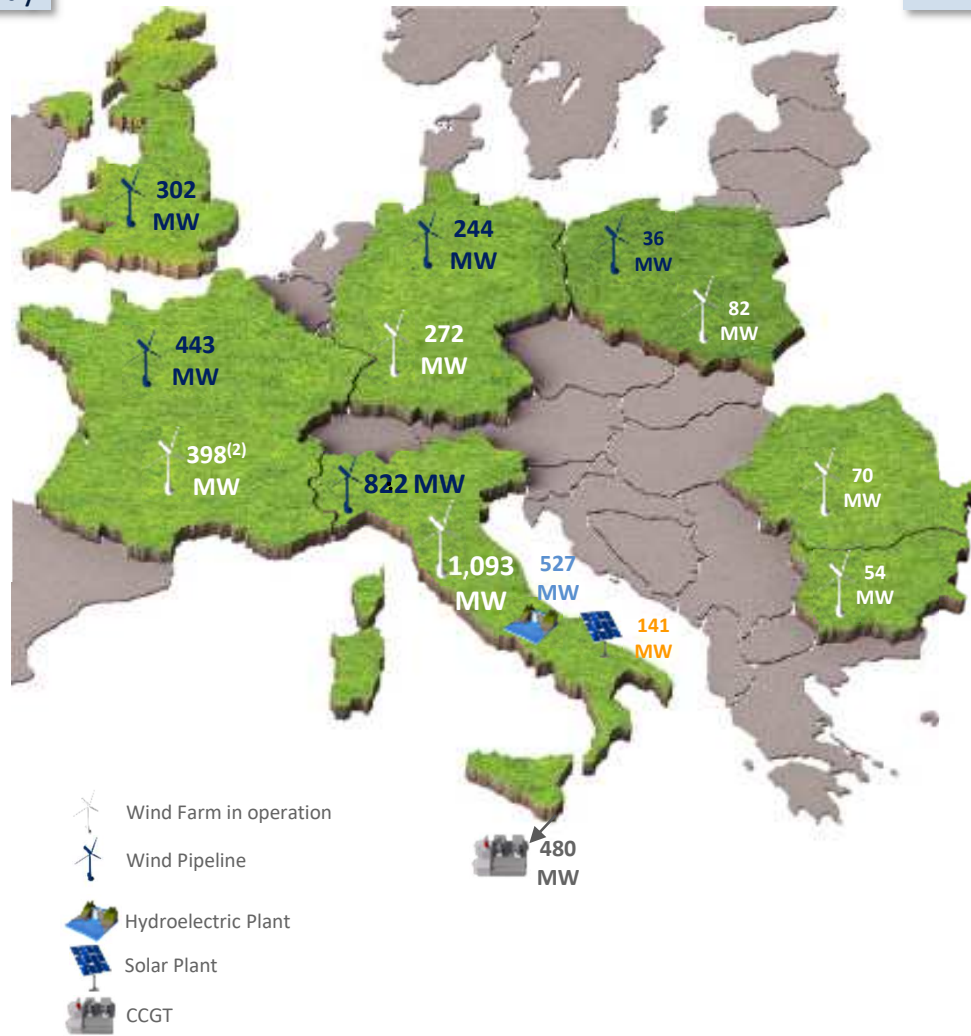 302
MW
244
MW
36
MW
82
MW
272
MW
443
MW
398(2)
MW
822 MW
70
MW
54
MW
1,093
MW
527
MW
141
MW
480
MW
Wind Farm in operation
Wind Pipeline
Hydroelectric Plant
Solar Plant
CCGT